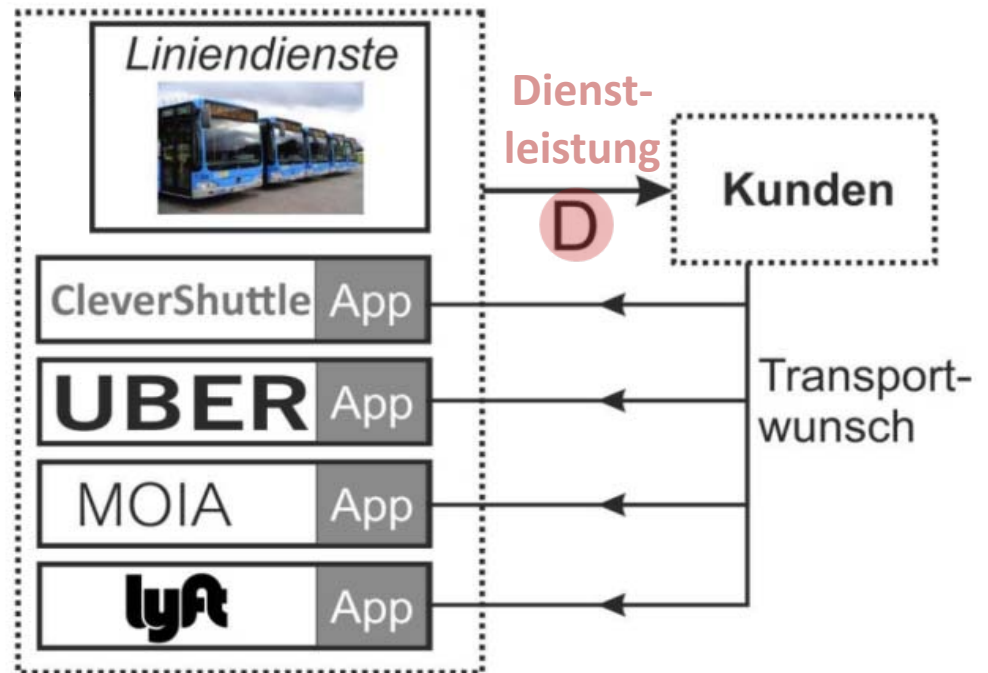 Liniendienste
Dienst-
leistung
D
Kunden
CleverShuttle App
UBER App
MOIA App
lyft App
Transport-
wunsch